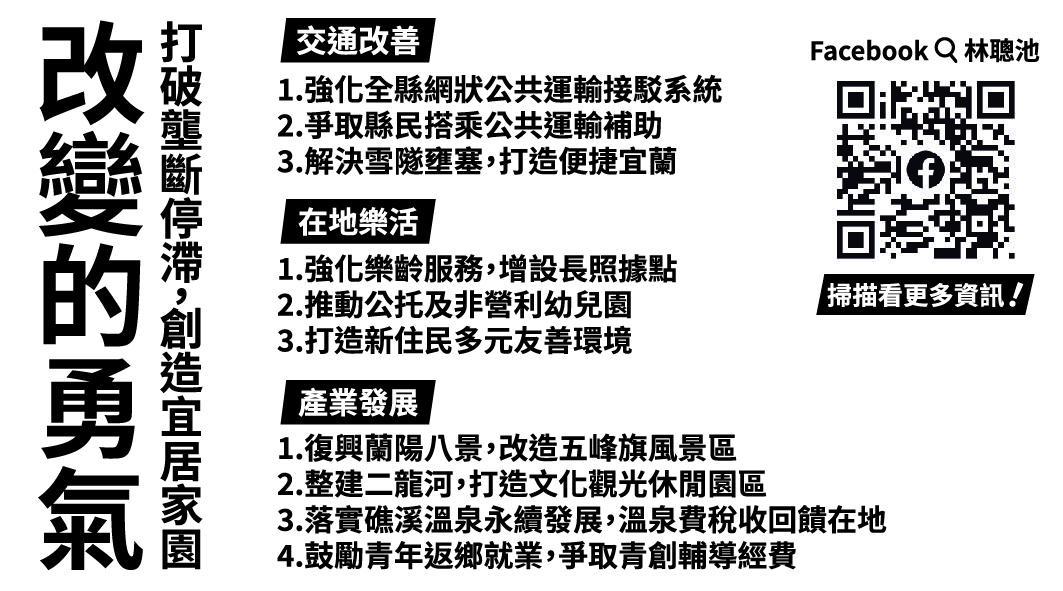 改變的勇氣
打破壟斷停滯，創造宜居家園
交通改善
1.強化全縣網狀公共運輸接駁系統
2.爭取縣民搭乘公共運輸補助
3.解決雪隧壅塞，打造便捷宜蘭
在地樂活
1.強化樂齡服務，增設長照據點
2.推動公托及非營利幼兒園
3.打造新住民多元友善環境
產業發展
1.復興蘭陽八景，改造五峰旗風景區
2.整建二龍河，打造文化觀光休閒園區
3.落實礁溪溫泉永續發展，溫泉費稅收回饋在地
4.鼓勵青年返鄉就業，爭取青創輔導經費
Facebook 林聰池
掃描看更多資訊！